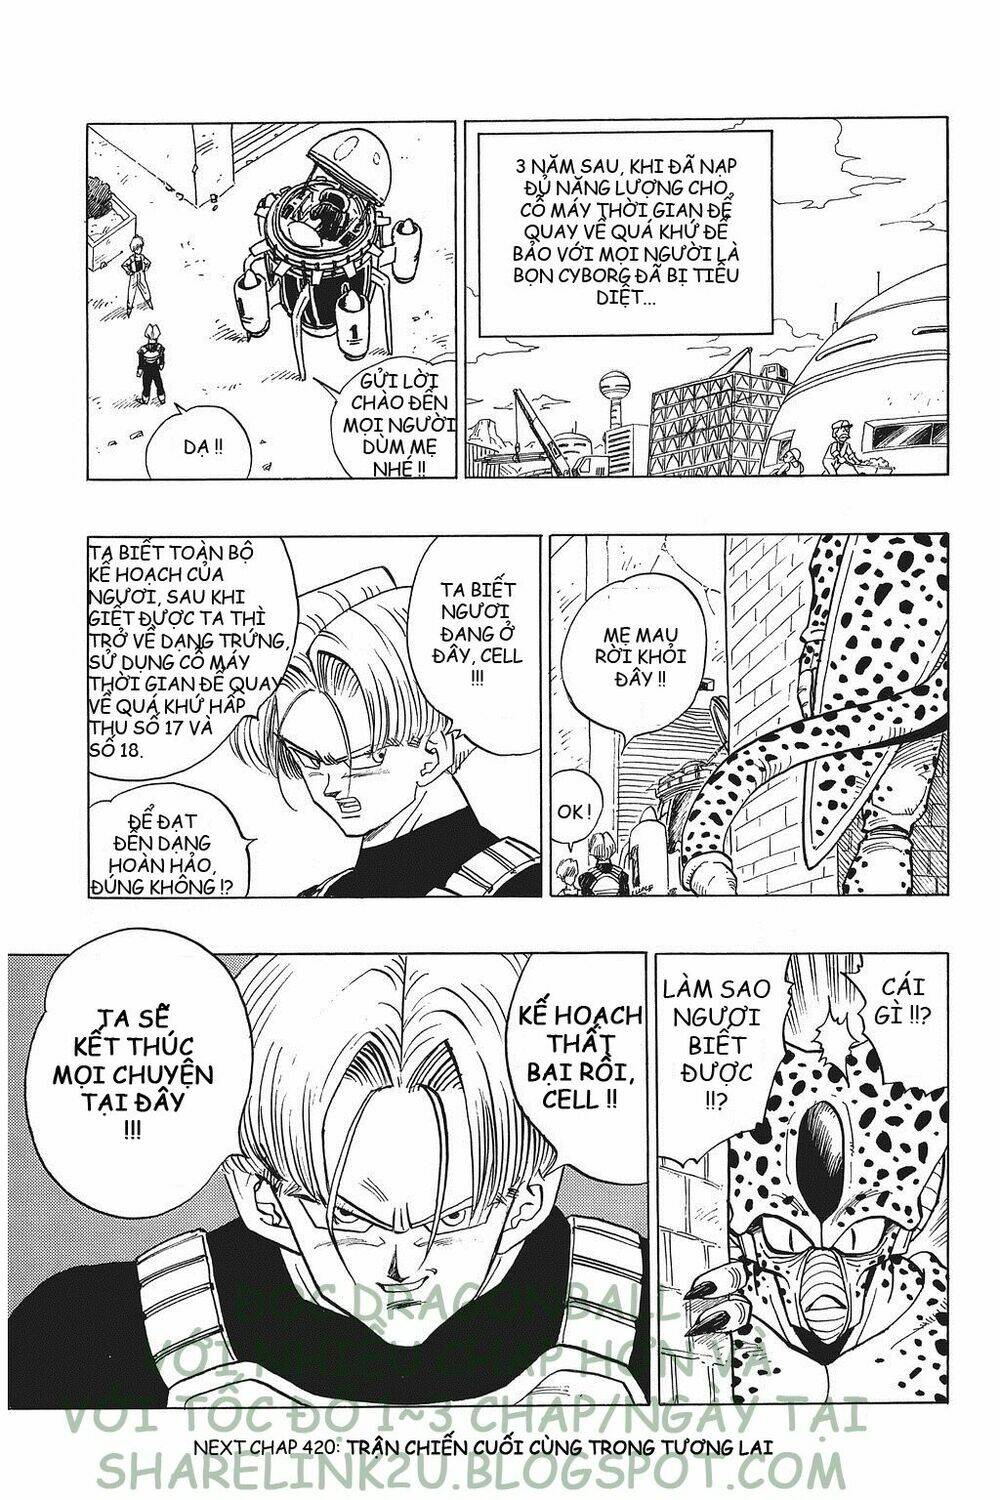 3 NĂM SAU, KHI ĐÃ NẠP
ĐỦ NĂNG LƯỢNG CHO
CỖ MÁY THỜI GIAN ĐỂ
QUAY VỀ QUÁ KHỨ ĐỂ
BẢO VỚI MỌI NGƯỜI LÀ
BỌN CYBORG ĐÃ BỊ TIÊU
DIỆT...
1
GỬI LỜI
CHÀO ĐẾN
MỌI NGƯỜI
DÙM MẸ
NHÉ !!
DẠ !!
MẸ MAU
RỜI KHỎI
ĐÂY !!
OK !
TA BIẾT
NGƯƠI
ĐANG Ở
ĐÂY, CELL
!!!
TA BIẾT TOÀN BỘ
KẾ HOẠCH CỦA
NGƯƠI, SAU KHI
GIẾT ĐƯỢC TA THÌ
TRỞ VỀ DẠNG TRỨNG,
SỬ DỤNG CỖ MÁY
THỜI GIAN ĐỂ QUAY
VỀ QUÁ KHỨ HẤP
THU SỐ 17 VÀ
SỐ 18.
ĐỂ ĐẠT
ĐẾN DẠNG
HOÀN HẢO,
ĐÚNG KHÔNG !?
CÁI
GÌ !!?
LÀM SAO
NGƯƠI
BIẾT
ĐƯỢC
!!?
KẾ HOẠCH
THẤT
BẠI RỒI,
CELL !!
TA SẼ
KẾT THÚC
MỌI CHUYỆN
TẠI ĐÂY
!!!
ĐỌC DRAGONBALL
VỚI
HƠN VÀ
VỚI TỐC ĐỘ 1~3 CHAP/NGÀY TẠI
NEXT CHAP 420: TRẬN CHIẾN CUỐI CÙNG TRONG TƯƠNG LAI
SHARELINK2U.BLOGSPOT.COM